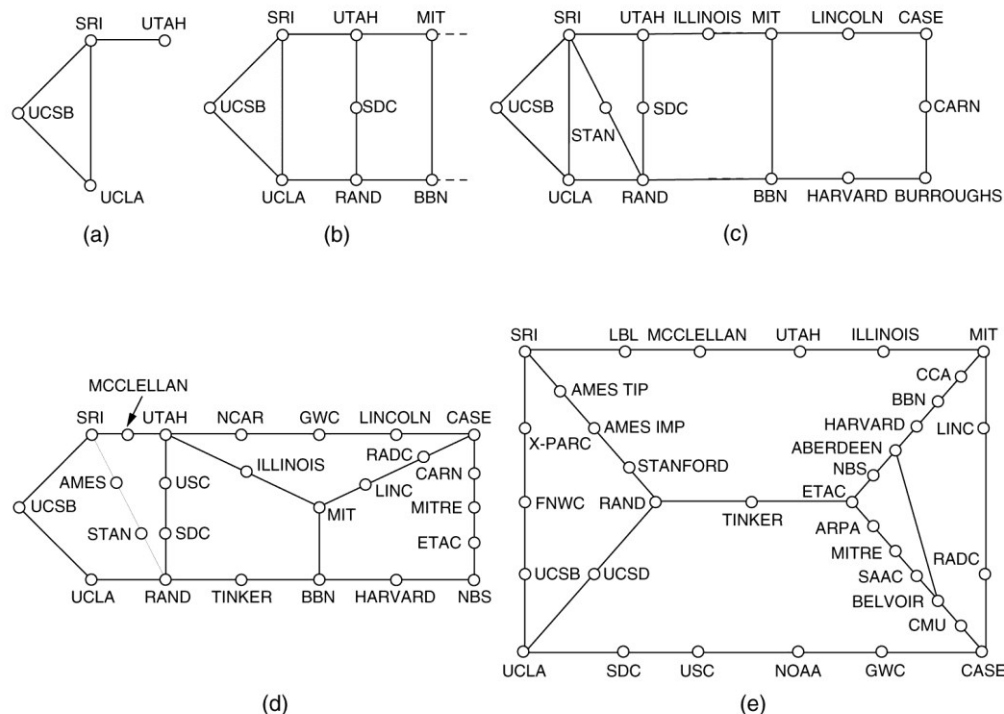 SRI UTAH
UCSB
UCLA
(a)
SRI UTAH MIT
UCSB SDC
UCLA RAND BBN
(b)
SRI UTAH ILLINOIS MIT LINCOLN CASE
UCSB SDC CARN
STAN
UCLA RAND BBN HARVARD BURROUGHS
(c)
MCCLELLAN
SRI UTAH NCAR GWC LINCOLN CASE
RADC
ILLINOIS CARN
AMES USC LINC
UCSB MIT MITRE
STAN SDC ETAC
UCLA RAND TINKER BBN HARVARD NBS
(d)
SRI LBL MCCLELLAN UTAH ILLINOIS MIT
CCA
AMES TIP BBN
X-PARC AMES IMP HARVARD LINC
ABERDEEN
STANFORD NBS
FNWC RAND TINKER ETAC
ARPA
MITRE
UCSB UCSD SAAC RADC
BELVOIR
CMU
UCLA SDC USC NOAA GWC CASE
(e)